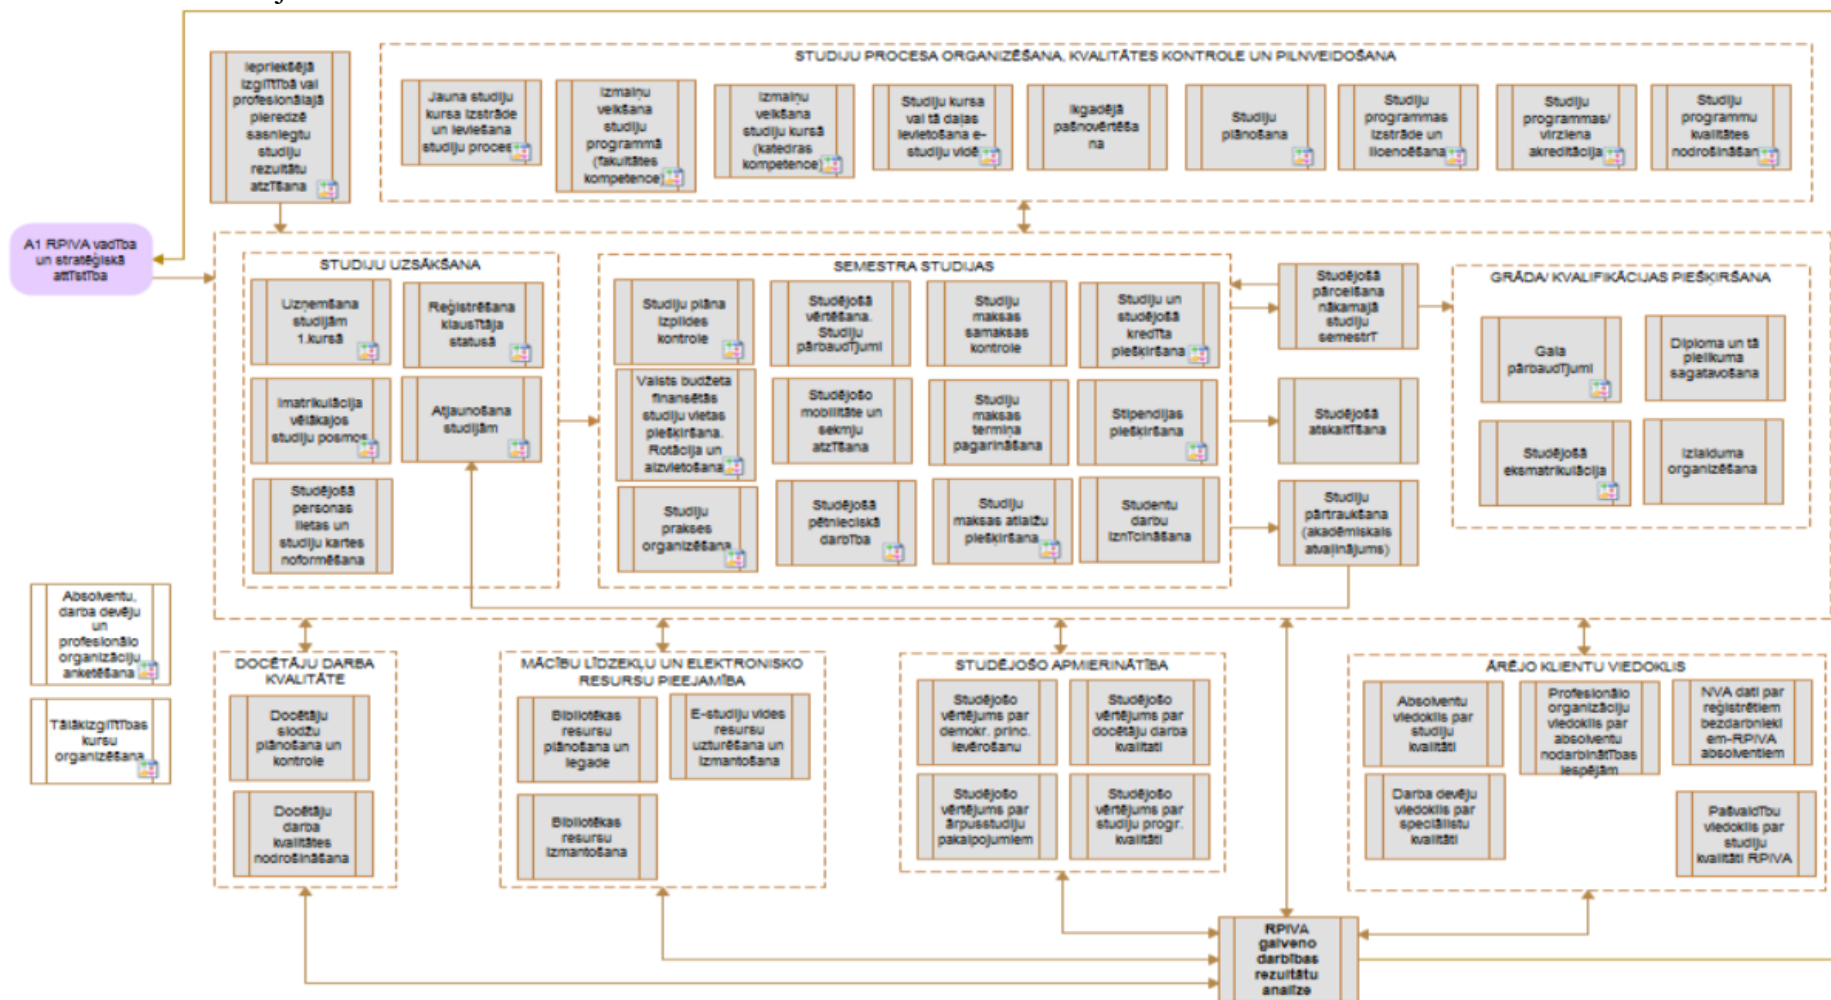 Iepriekšējā
izglītībā vai
profesionālajā
pieredzē
sasniegtu
studiju
rezultātu
atzīšana
STUDIJU PROCESA ORGANIZĒŠANA, KVALITĀTES KONTROLE UN PILNVEIDOŠANA
Jauna studiju
kursa izstrāde
un ieviešana
studiju procesā
Izmaiņu
veikšana
studiju
programmā
(fakultātes
kompetence)
Izmaiņu
veikšana
studiju kursā
(katedras
kompetence)
Studiju kursa
vai tā daļas
ievietošana e-
studiju vidē
Ikgadējā
pašnovērtēša
na
Studiju
plānošana
Studiju
programmas
izstrāde un
licencēšana
Studiju
programmas/
virziena
akreditācija
Studiju
programmu
kvalitātes
nodrošināšana
A1 RPIVA vadība
un stratēģiskā
attīstība
STUDIJU UZSĀKŠANA
Uzņemšana
studijām
1.kursā
Reģistrēšana
klausītāja
statusā
Imatrikulācija
vēlākajos
studiju posmos
Atjaunošana
studijām
Studējošā
personas
lietas un
studiju kartes
noformēšana
SEMESTRA STUDIJAS
Studiju plāna
izpildes
kontrole
Studējošā
vērtēšana.
Studiju
pārbaudījumi
Studiju
maksas
samaksas
kontrole
Studiju un
studējošā
kredīta
piešķiršana
Valsts budžeta
finansētās
studiju vietas
piešķiršana.
Rotācija un
aizvietošana
Studējošo
mobilitāte un
sekmju
atzīšana
Studiju
maksas
termiņa
pagarināšana
Stipendijas
piešķiršana
Studiju
prakses
organizēšana
Studējošā
pētnieciskā
darbība
Studiju
maksas atlaižu
piešķiršana
Studentu
darbu
iznīcināšana
Studējošā
pārcelšana
nākamajā
studiju
semestrī
Studējošā
atskaitīšana
Studiju
pārtraukšana
(akadēmiskais
atvaļinājums)
GRĀDA/ KVALIFIKĀCIJAS PIEŠĶIRŠANA
Gala
pārbaudījumi
Diploma un tā
pielikuma
sagatavošana
Studējošā
eksmatrikulācija
Izlaiduma
organizēšana
Absolventu,
darba devēju
un
profesionālo
organizāciju
anketēšana
Tālākizglītības
kursu
organizēšana
DOCĒTĀJU DARBA
KVALITĀTE
Docētāju
slodžu
plānošana un
kontrole
Docētāju
darba
kvalitātes
nodrošināšana
MĀCĪBU LĪDZEKĻU UN ELEKTRONISKO
RESURSU PIEEJAMĪBA
Bibliotēkas
resursu
plānošana un
iegade
E-studiju vides
resursu
uzturēšana un
izmantošana
Bibliotēkas
resursu
izmantošana
STUDĒJOŠO APMIERINĀTĪBA
Studējošo
vērtējums par
demokr. princ.
ievērošanu
Studējošo
vērtējums par
docētāju darba
kvalitati
Studējošo
vērtējums par
ārpusstudiju
pakalpojumiem
Studējošo
vērtējums par
studiju progr.
kvalitāti
ĀRĒJO KLIENTU VIEDOKLIS
Absolventu
viedoklis par
studiju
kvalitāti
Profesionālo
organizāciju
viedoklis par
absolventu
nodarbinātības
iespējām
NVA dati par
reģistrētiem
bezdarbniekl
em-RPIVA
absolventiem
Darba devēju
viedoklis par
speciālistu
kvalitāti
Pašvaldību
viedoklis par
studiju
kvalitāti RPIVA
RPIVA
galveno
darbības
rezultātu
analīze